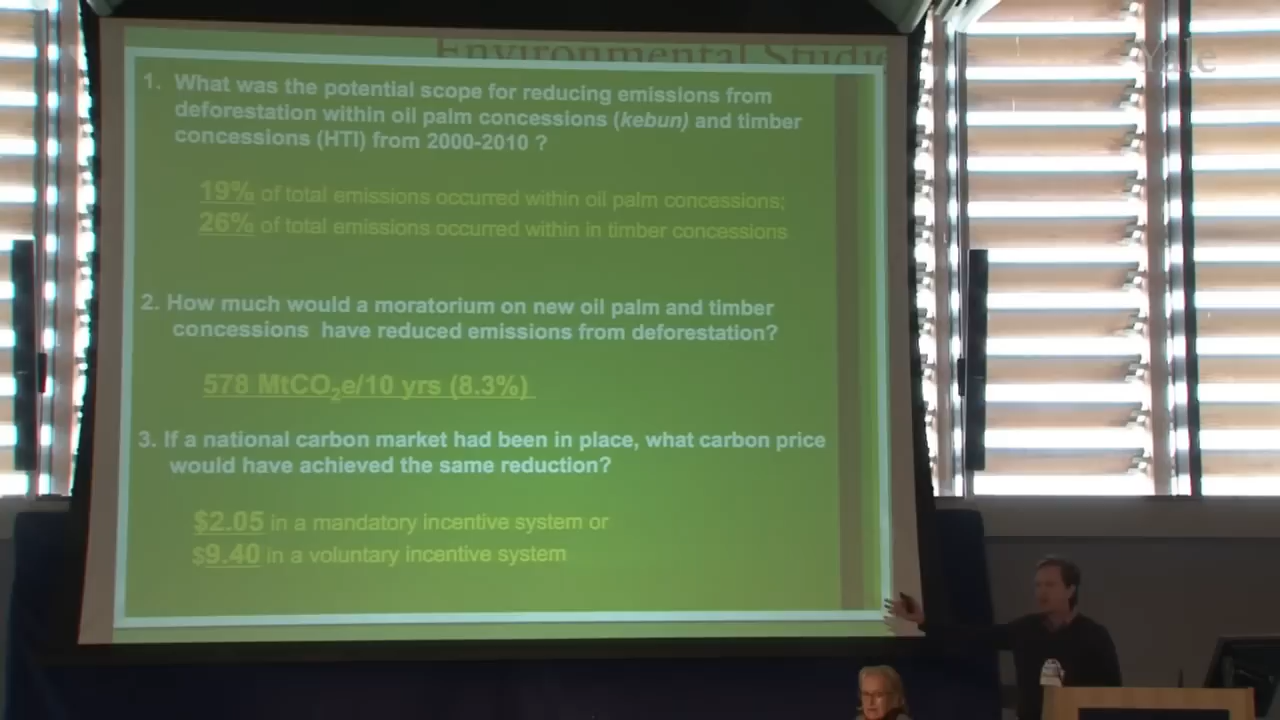 Environmental Studie
Yale
1. What was the potential scope for reducing emissions from
deforestation within oil palm concessions (kebun) and timber
concessions (HTI) from 2000-2010 ?
19% of total emissions occurred within oil palm concessions;
26% of total emissions occurred within in timber concessions
2. How much would a moratorium on new oil palm and timber
concessions have reduced emissions from deforestation?
578 MtCO₂e/10 yrs (8.3%)
3. If a national carbon market had been in place, what carbon price
would have achieved the same reduction?
$2.05 in a mandatory incentive system or
$9.40 in a voluntary incentive system